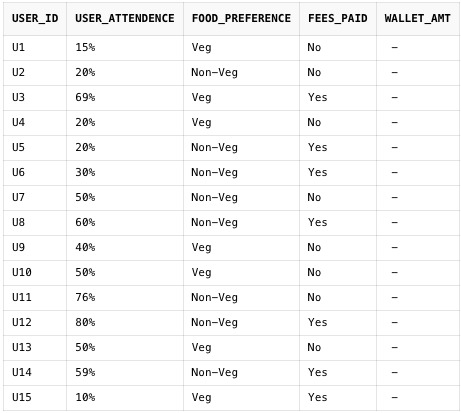 USER_ID USER_ATTENDENCE FOOD_PREFERENCE FEES_PAID WALLET_AMT
U1 15% Veg No –
U2 20% Non–Veg No –
U3 69% Veg Yes –
U4 20% Veg No –
U5 20% Non–Veg Yes –
U6 30% Non–Veg Yes –
U7 50% Non–Veg No –
U8 60% Non–Veg Yes –
U9 40% Veg No –
U10 50% Veg No –
U11 76% Non–Veg No –
U12 80% Non–Veg Yes –
U13 50% Veg No –
U14 59% Non–Veg Yes –
U15 10% Veg Yes –